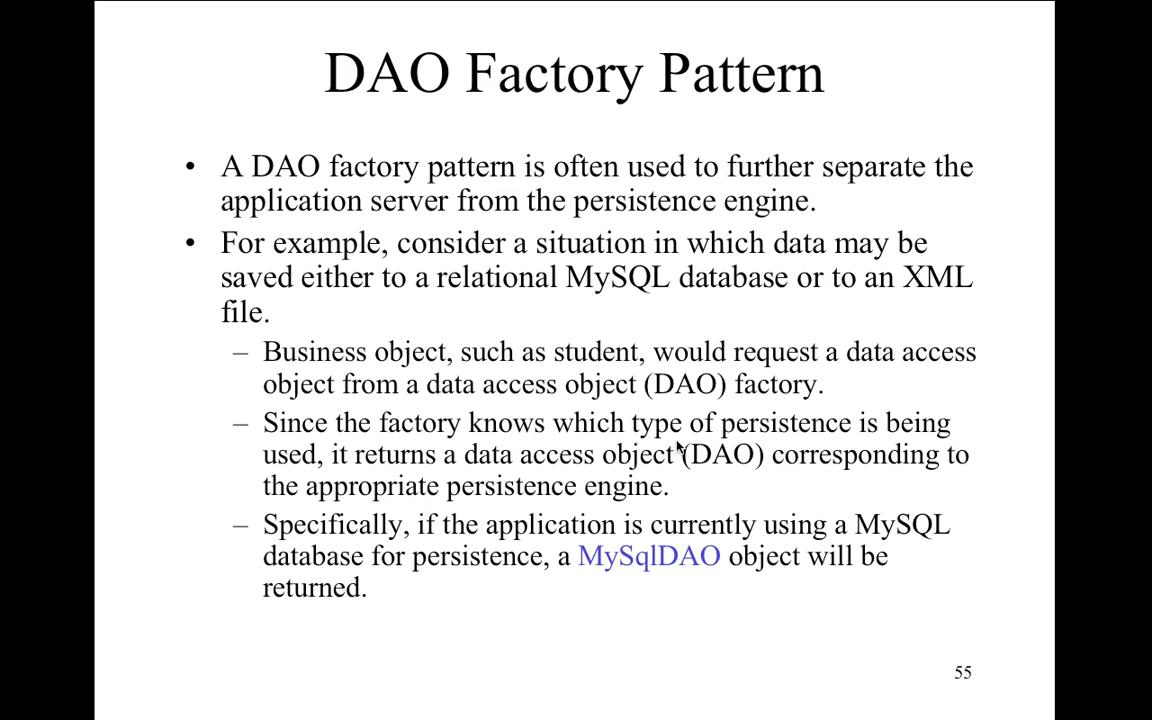 DAO Factory Pattern
• A DAO factory pattern is often used to further separate the
application server from the persistence engine.
• For example, consider a situation in which data may be
saved either to a relational MySQL database or to an XML
file.
– Business object, such as student, would request a data access
object from a data access object (DAO) factory.
– Since the factory knows which type of persistence is being
used, it returns a data access object (DAO) corresponding to
the appropriate persistence engine.
– Specifically, if the application is currently using a MySQL
database for persistence, a MySqlDAO object will be
returned.
55